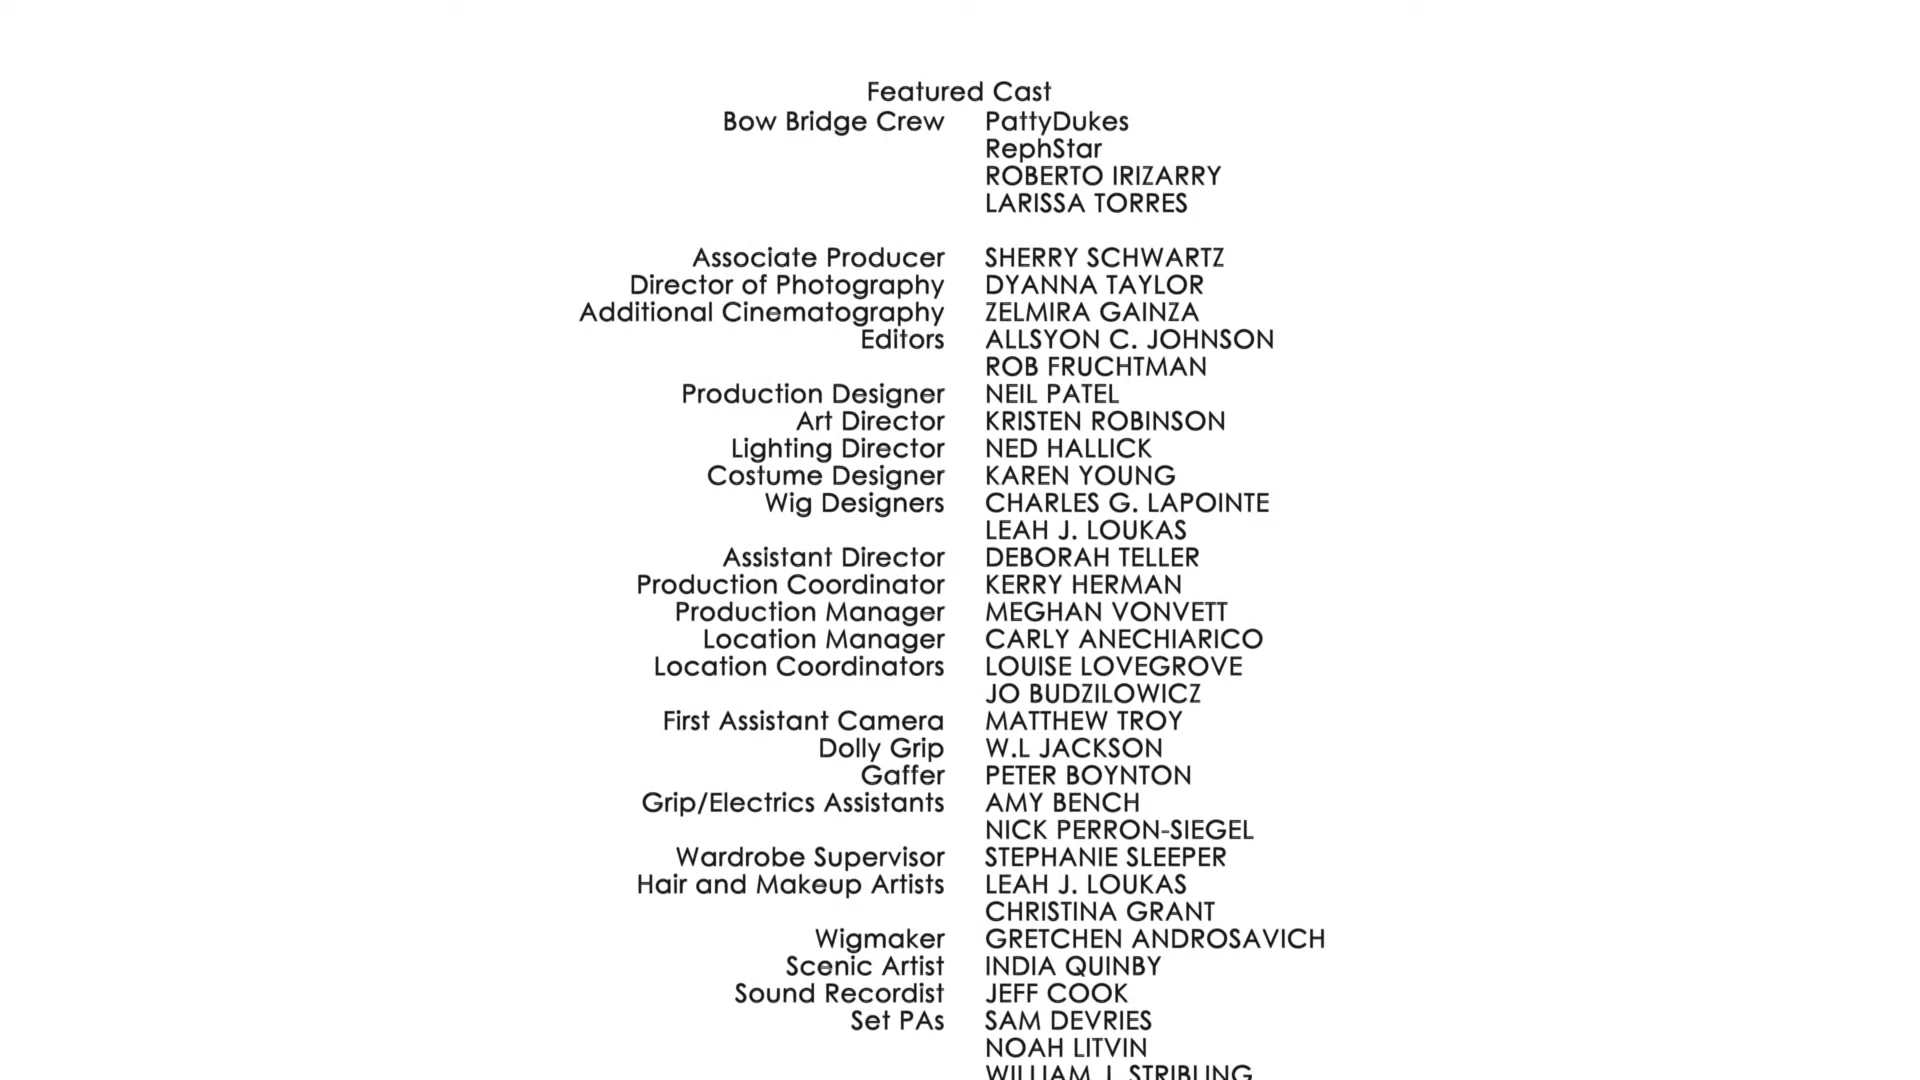 Featured Cast
Bow Bridge Crew PattyDukes
RephStar
ROBERTO IRIZARRY
LARISSA TORRES
Associate Producer SHERRY SCHWARTZ
Director of Photography DYANNA TAYLOR
Additional Cinematography ZELMIRA GAINZA
Editors ALLSYON C. JOHNSON
ROB FRUCHTMAN
Production Designer NEIL PATEL
Art Director KRISTEN ROBINSON
Lighting Director NED HALLICK
Costume Designer KAREN YOUNG
Wig Designers CHARLES G. LAPOINTE
LEAH J. LOUKAS
Assistant Director DEBORAH TELLER
Production Coordinator KERRY HERMAN
Production Manager MEGHAN VONVETT
Location Manager CARLY ANECHIARICO
Location Coordinators LOUISE LOVEGROVE
JO BUDZILOWICZ
First Assistant Camera MATTHEW TROY
Dolly Grip W.L JACKSON
Gaffer PETER BOYNTON
Grip/Electrics Assistants AMY BENCH
NICK PERRON-SIEGEL
Wardrobe Supervisor STEPHANIE SLEEPER
Hair and Makeup Artists LEAH J. LOUKAS
CHRISTINA GRANT
Wigmaker GRETCHEN ANDROSAVICH
Scenic Artist INDIA QUINBY
Sound Recordist JEFF COOK
Set PAs SAM DEVRIES
NOAH LITVIN
WILLIAM J. STRIBLING